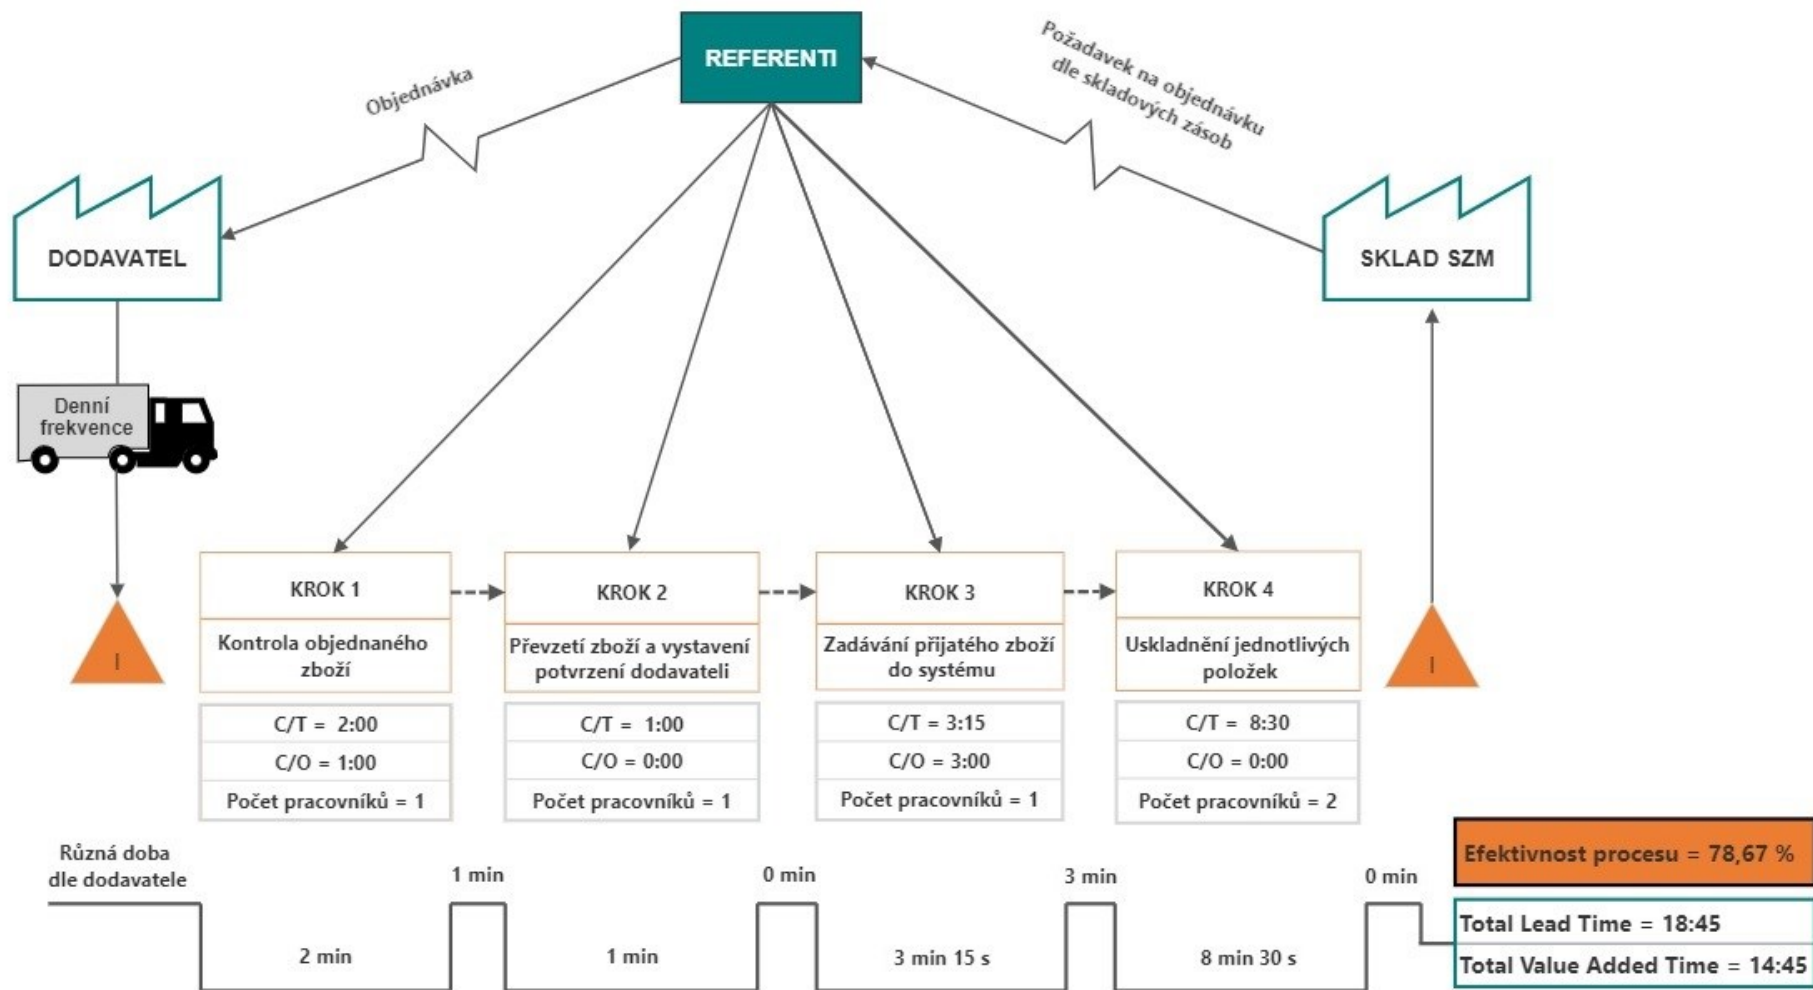 REFERENTI
Objednávka
Požadavek na objednávku
dle skladových zásob
DODAVATEL
SKLAD SZM
Denní
frekvence
I
KROK 1
Kontrola objednaného
zboží
C/T = 2:00
C/O = 1:00
Počet pracovníků = 1
KROK 2
Převzetí zboží a vystavení
potvrzení dodavateli
C/T = 1:00
C/O = 0:00
Počet pracovníků = 1
KROK 3
Zadávání přijatého zboží
do systému
C/T = 3:15
C/O = 3:00
Počet pracovníků = 1
KROK 4
Uskladnění jednotlivých
položek
C/T = 8:30
C/O = 0:00
Počet pracovníků = 2
I
Různá doba
dle dodavatele
2 min
1 min
1 min
0 min
3 min 15 s
3 min
8 min 30 s
0 min
Efektivnost procesu = 78,67 %
Total Lead Time = 18:45
Total Value Added Time = 14:45